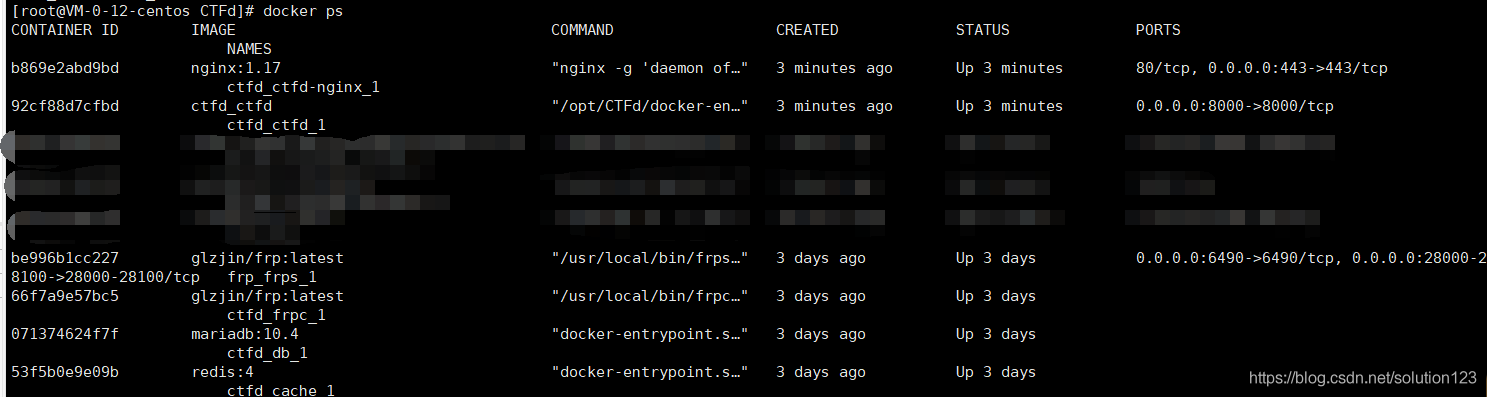 [root@VM-0-12-centos CTFd]# docker ps
CONTAINER ID IMAGE COMMAND CREATED STATUS PORTS
NAMES
b869e2abd9bd nginx:1.17 "nginx -g 'daemon of…" 3 minutes ago Up 3 minutes 80/tcp, 0.0.0.0:443->443/tcp
ctfd_ctfd-nginx_1
92cf88d7cfbd ctfd_ctfd "/opt/CTFd/docker-en…" 3 minutes ago Up 3 minutes 0.0.0.0:8000->8000/tcp
ctfd_ctfd_1
be996b1cc227 glzjin/frp:latest "/usr/local/bin/frps…" 3 days ago Up 3 days 0.0.0.0:6490->6490/tcp, 0.0.0.0:28000-2
8100->28000-28100/tcp frp_frps_1
66f7a9e57bc5 glzjin/frp:latest "/usr/local/bin/frpc…" 3 days ago Up 3 days
ctfd_frpc_1
071374624f7f mariadb:10.4 "docker-entrypoint.s…" 3 days ago Up 3 days
ctfd_db_1
53f5b0e9e09b redis:4 "docker-entrypoint.s…" 3 days ago Up 3 days
ctfd_cache_1
https://blog.csdn.net/solution123